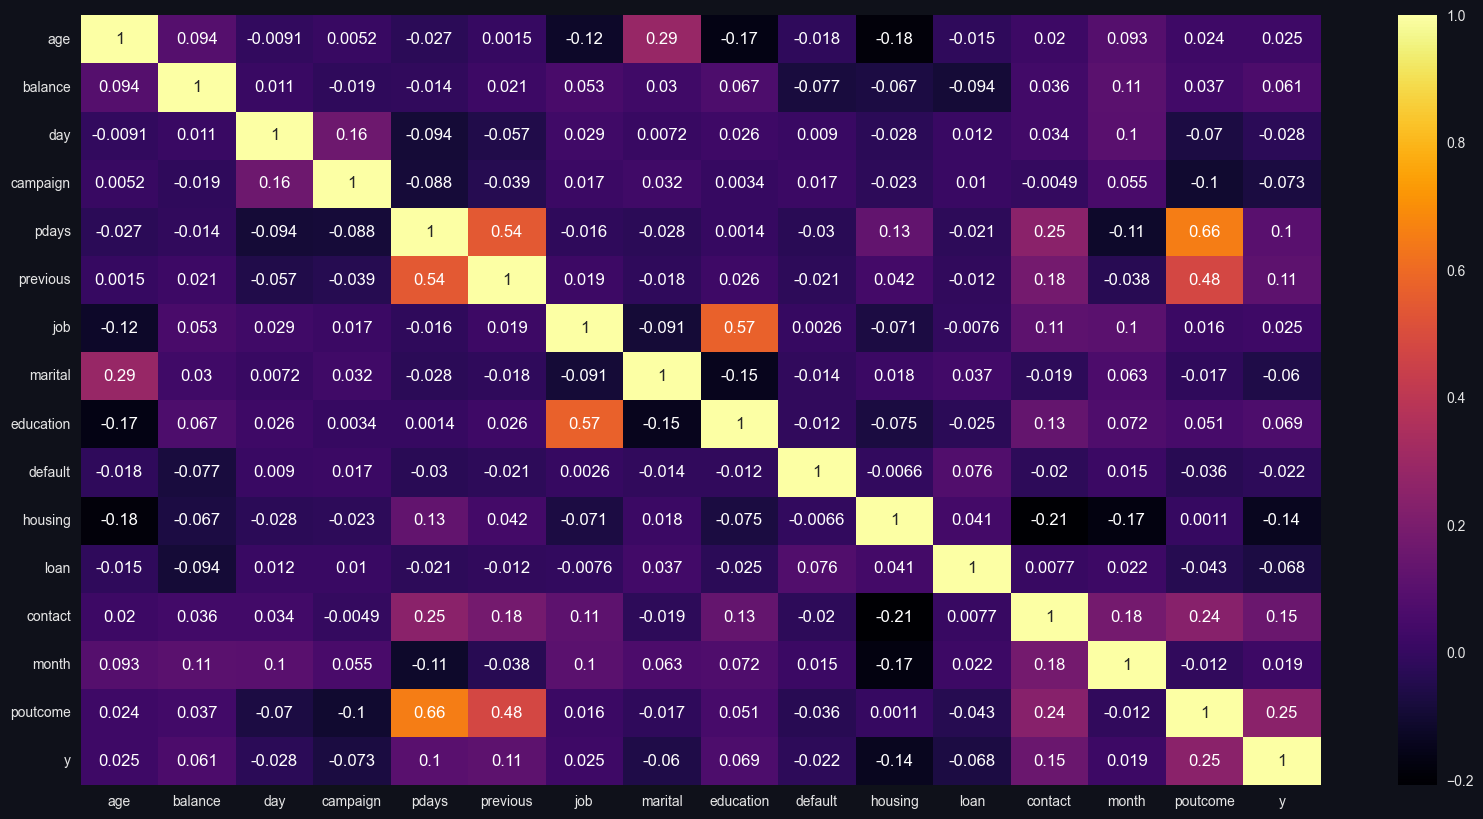 age 1 0.094 -0.0091 0.0052 -0.027 0.0015 -0.12 0.29 -0.17 -0.018 -0.18 -0.015 0.02 0.093 0.024 0.025
balance 0.094 1 0.011 -0.019 -0.014 0.021 0.053 0.03 0.067 -0.077 -0.067 -0.094 0.036 0.11 0.037 0.061
day -0.0091 0.011 1 0.16 -0.094 -0.057 0.029 0.0072 0.026 0.009 -0.028 0.012 0.034 0.1 -0.07 -0.028
campaign 0.0052 -0.019 0.16 1 -0.088 -0.039 0.017 0.032 0.0034 0.017 -0.023 0.01 -0.0049 0.055 -0.1 -0.073
pdays -0.027 -0.014 -0.094 -0.088 1 0.54 -0.016 -0.028 0.0014 -0.03 0.13 -0.021 0.25 -0.11 0.66 0.1
previous 0.0015 0.021 -0.057 -0.039 0.54 1 0.019 -0.018 0.026 -0.021 0.042 -0.012 0.18 -0.038 0.48 0.11
job -0.12 0.053 0.029 0.017 -0.016 0.019 1 -0.091 0.57 0.0026 -0.071 -0.0076 0.11 0.1 0.016 0.025
marital 0.29 0.03 0.0072 0.032 -0.028 -0.018 -0.091 1 -0.15 -0.014 0.018 0.037 -0.019 0.063 -0.017 -0.06
education -0.17 0.067 0.026 0.0034 0.0014 0.026 0.57 -0.15 1 -0.012 -0.075 -0.025 0.13 0.072 0.051 0.069
default -0.018 -0.077 0.009 0.017 -0.03 -0.021 0.0026 -0.014 -0.012 1 -0.0066 0.076 -0.02 0.015 -0.036 -0.022
housing -0.18 -0.067 -0.028 -0.023 0.13 0.042 -0.071 0.018 -0.075 -0.0066 1 0.041 -0.21 -0.17 0.0011 -0.14
loan -0.015 -0.094 0.012 0.01 -0.021 -0.012 -0.0076 0.037 -0.025 0.076 0.041 1 0.0077 0.022 -0.043 -0.068
contact 0.02 0.036 0.034 -0.0049 0.25 0.18 0.11 -0.019 0.13 -0.02 -0.21 0.0077 1 0.18 0.24 0.15
month 0.093 0.11 0.1 0.055 -0.11 -0.038 0.1 0.063 0.072 0.015 -0.17 0.022 0.18 1 -0.012 0.019
poutcome 0.024 0.037 -0.07 -0.1 0.66 0.48 0.016 -0.017 0.051 -0.036 0.0011 -0.043 0.24 -0.012 1 0.25
y 0.025 0.061 -0.028 -0.073 0.1 0.11 0.025 -0.06 0.069 -0.022 -0.14 -0.068 0.15 0.019 0.25 1
age balance day campaign pdays previous job marital education default housing loan contact month poutcome y
1.0
0.8
0.6
0.4
0.2
0.0
−0.2